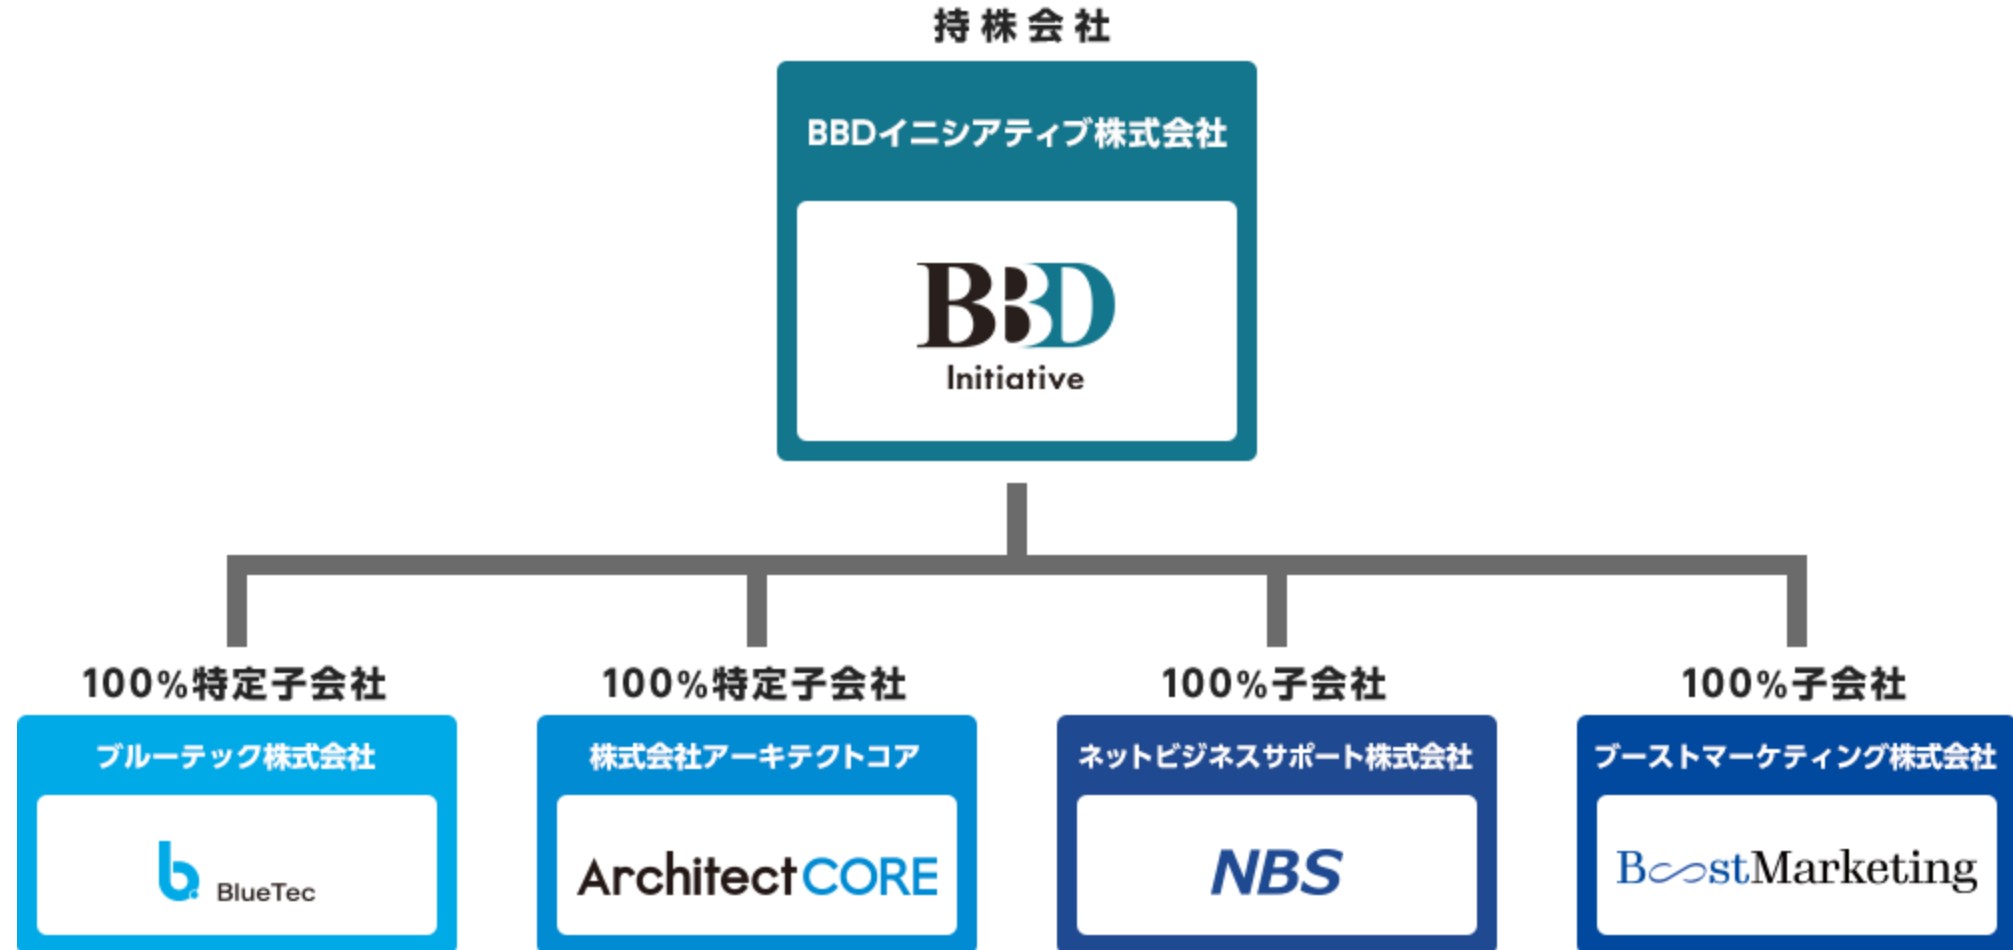 持株会社
BBDイニシアティブ株式会社
BBD
Initiative
100%特定子会社
100%特定子会社
100%子会社
100%子会社
ブルーテック株式会社
株式会社アーキテクトコア
ネットビジネスサポート株式会社
ブーストマーケティング株式会社
BlueTec
ArchitectCORE
NBS
BoostMarketing